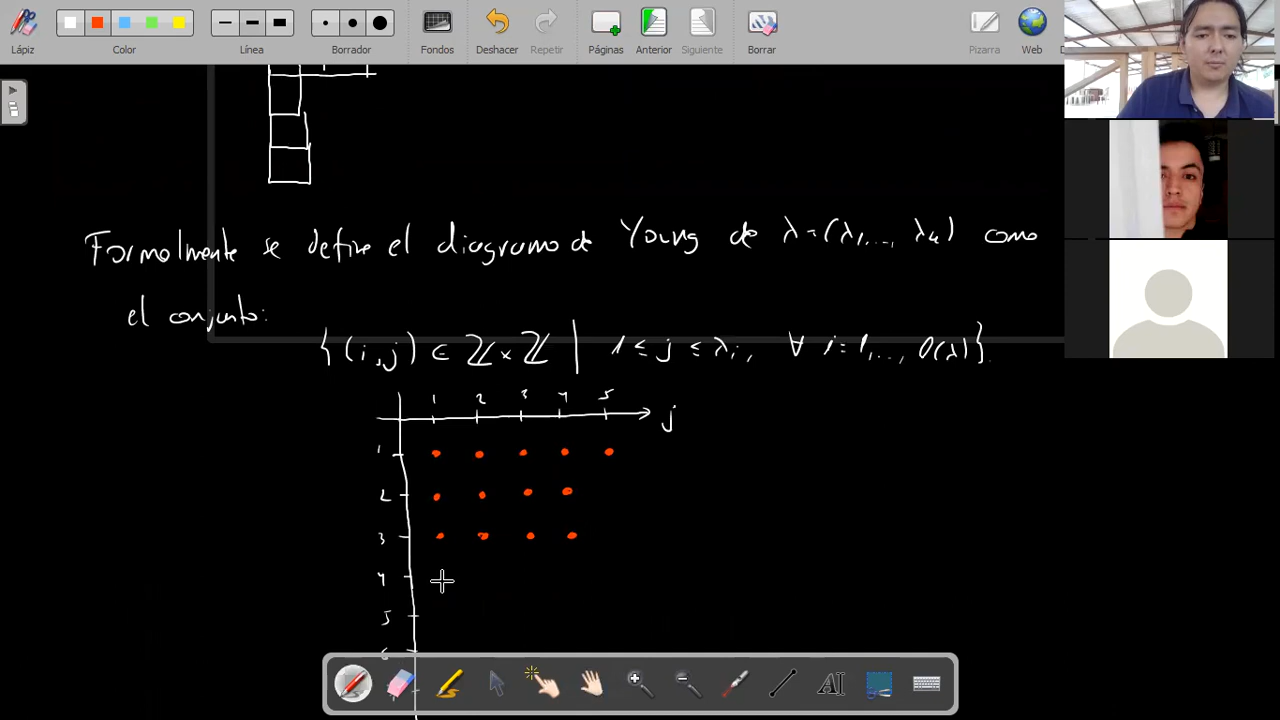 Lápiz Color Línea Borrador Fondos Deshacer Repetir Páginas Anterior Siguiente Borrar Pizarra Web
Formalmente se define el diagrama de Young de λ=(λ₁,..., λₖ) como
el conjunto:
{(i,j) ∈ ℤ×ℤ | 1 ≤ j ≤ λᵢ, ∀ i=1,..., ℓ(λ)}.
1 2 3 4 5
j
1
2
3
4
5
6
AI